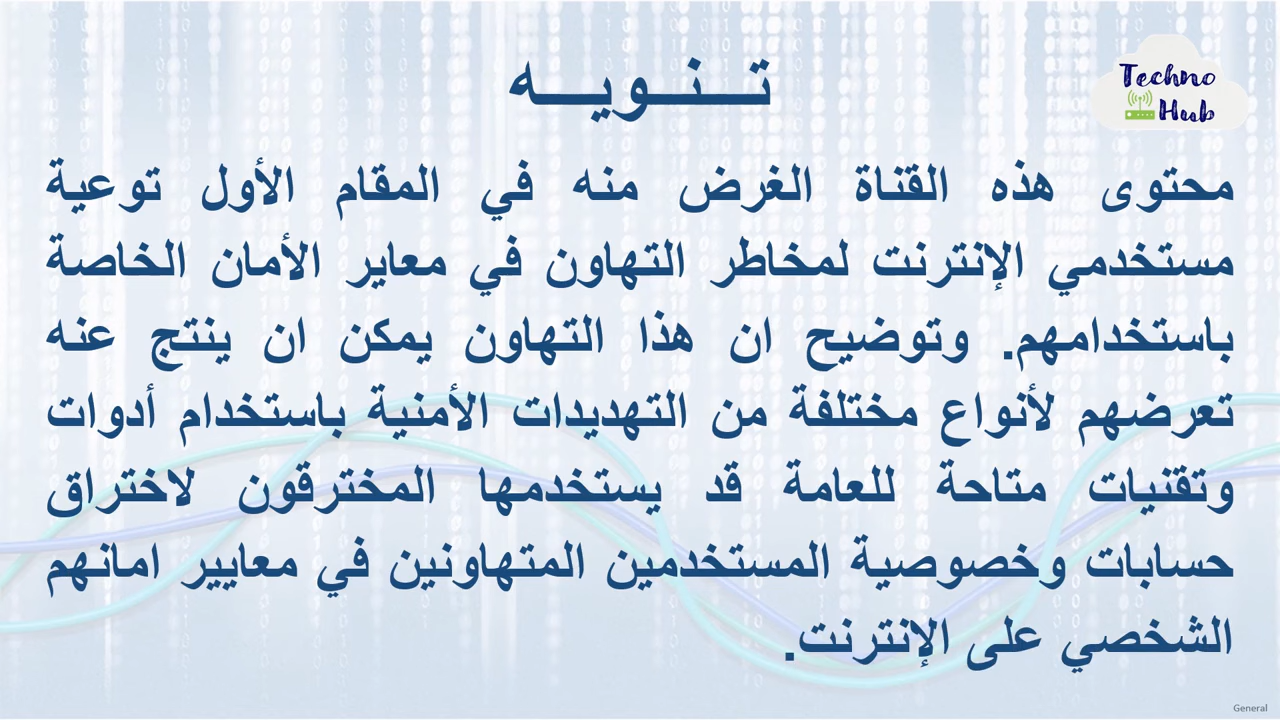 تـــنـــويـــه
Techno
Hub
محتوى هذه القناة الغرض منه في المقام الأول توعية
مستخدمي الإنترنت لمخاطر التهاون في معاير الأمان الخاصة
باستخدامهم. وتوضيح ان هذا التهاون يمكن ان ينتج عنه
تعرضهم لأنواع مختلفة من التهديدات الأمنية باستخدام أدوات
وتقنيات متاحة للعامة قد يستخدمها المخترقون لاختراق
حسابات وخصوصية المستخدمين المتهاونين في معايير امانهم
الشخصي على الإنترنت.
General